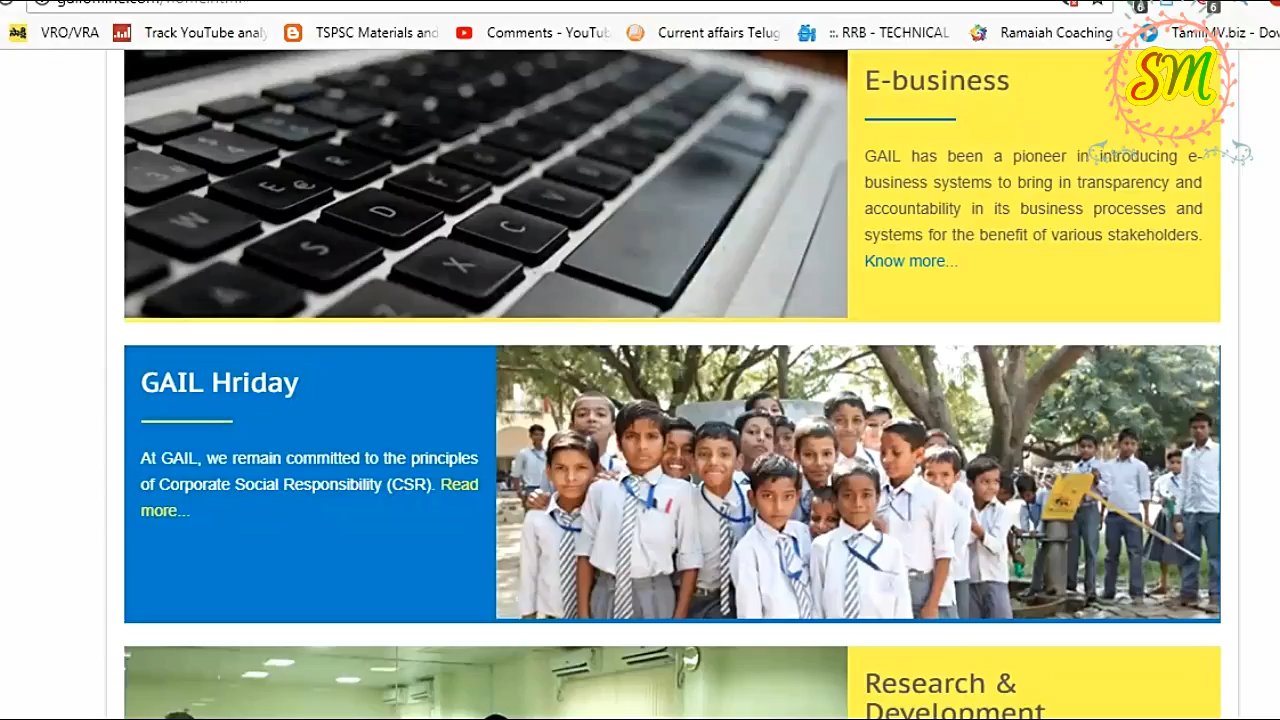 VRO/VRA
Track YouTube analy
TSPSC Materials and
Comments - YouTu
Current affairs Telug
::. RRB - TECHNICAL
Ramaiah Coaching
TamilMV.biz - Dov
SM
E-business
GAIL has been a pioneer in introducing e-
business systems to bring in transparency and
accountability in its business processes and
systems for the benefit of various stakeholders.
Know more...
GAIL Hriday
At GAIL, we remain committed to the principles
of Corporate Social Responsibility (CSR). Read
more...
Research &
Development